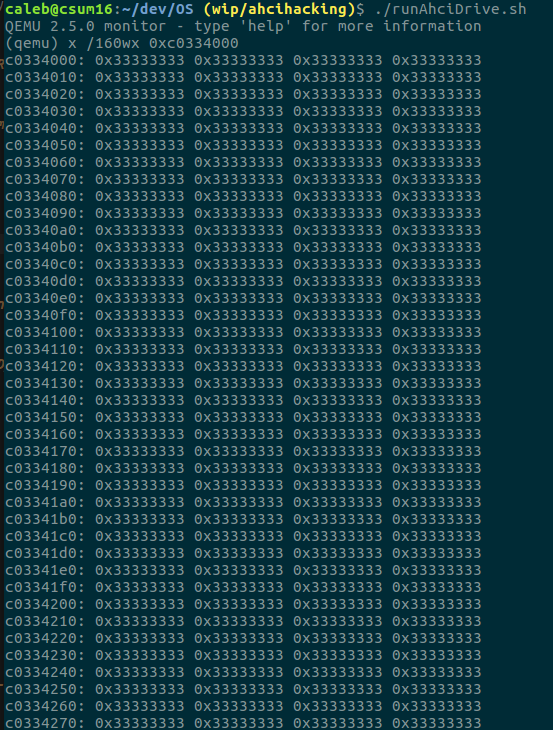 caleb@csum16:~/dev/OS (wip/ahcihacking)$ ./runAhciDrive.sh
QEMU 2.5.0 monitor - type 'help' for more information
(qemu) x /160wx 0xc0334000
c0334000: 0x33333333 0x33333333 0x33333333 0x33333333
c0334010: 0x33333333 0x33333333 0x33333333 0x33333333
c0334020: 0x33333333 0x33333333 0x33333333 0x33333333
c0334030: 0x33333333 0x33333333 0x33333333 0x33333333
c0334040: 0x33333333 0x33333333 0x33333333 0x33333333
c0334050: 0x33333333 0x33333333 0x33333333 0x33333333
c0334060: 0x33333333 0x33333333 0x33333333 0x33333333
c0334070: 0x33333333 0x33333333 0x33333333 0x33333333
c0334080: 0x33333333 0x33333333 0x33333333 0x33333333
c0334090: 0x33333333 0x33333333 0x33333333 0x33333333
c03340a0: 0x33333333 0x33333333 0x33333333 0x33333333
c03340b0: 0x33333333 0x33333333 0x33333333 0x33333333
c03340c0: 0x33333333 0x33333333 0x33333333 0x33333333
c03340d0: 0x33333333 0x33333333 0x33333333 0x33333333
c03340e0: 0x33333333 0x33333333 0x33333333 0x33333333
c03340f0: 0x33333333 0x33333333 0x33333333 0x33333333
c0334100: 0x33333333 0x33333333 0x33333333 0x33333333
c0334110: 0x33333333 0x33333333 0x33333333 0x33333333
c0334120: 0x33333333 0x33333333 0x33333333 0x33333333
c0334130: 0x33333333 0x33333333 0x33333333 0x33333333
c0334140: 0x33333333 0x33333333 0x33333333 0x33333333
c0334150: 0x33333333 0x33333333 0x33333333 0x33333333
c0334160: 0x33333333 0x33333333 0x33333333 0x33333333
c0334170: 0x33333333 0x33333333 0x33333333 0x33333333
c0334180: 0x33333333 0x33333333 0x33333333 0x33333333
c0334190: 0x33333333 0x33333333 0x33333333 0x33333333
c03341a0: 0x33333333 0x33333333 0x33333333 0x33333333
c03341b0: 0x33333333 0x33333333 0x33333333 0x33333333
c03341c0: 0x33333333 0x33333333 0x33333333 0x33333333
c03341d0: 0x33333333 0x33333333 0x33333333 0x33333333
c03341e0: 0x33333333 0x33333333 0x33333333 0x33333333
c03341f0: 0x33333333 0x33333333 0x33333333 0x33333333
c0334200: 0x33333333 0x33333333 0x33333333 0x33333333
c0334210: 0x33333333 0x33333333 0x33333333 0x33333333
c0334220: 0x33333333 0x33333333 0x33333333 0x33333333
c0334230: 0x33333333 0x33333333 0x33333333 0x33333333
c0334240: 0x33333333 0x33333333 0x33333333 0x33333333
c0334250: 0x33333333 0x33333333 0x33333333 0x33333333
c0334260: 0x33333333 0x33333333 0x33333333 0x33333333
c0334270: 0x33333333 0x33333333 0x33333333 0x33333333